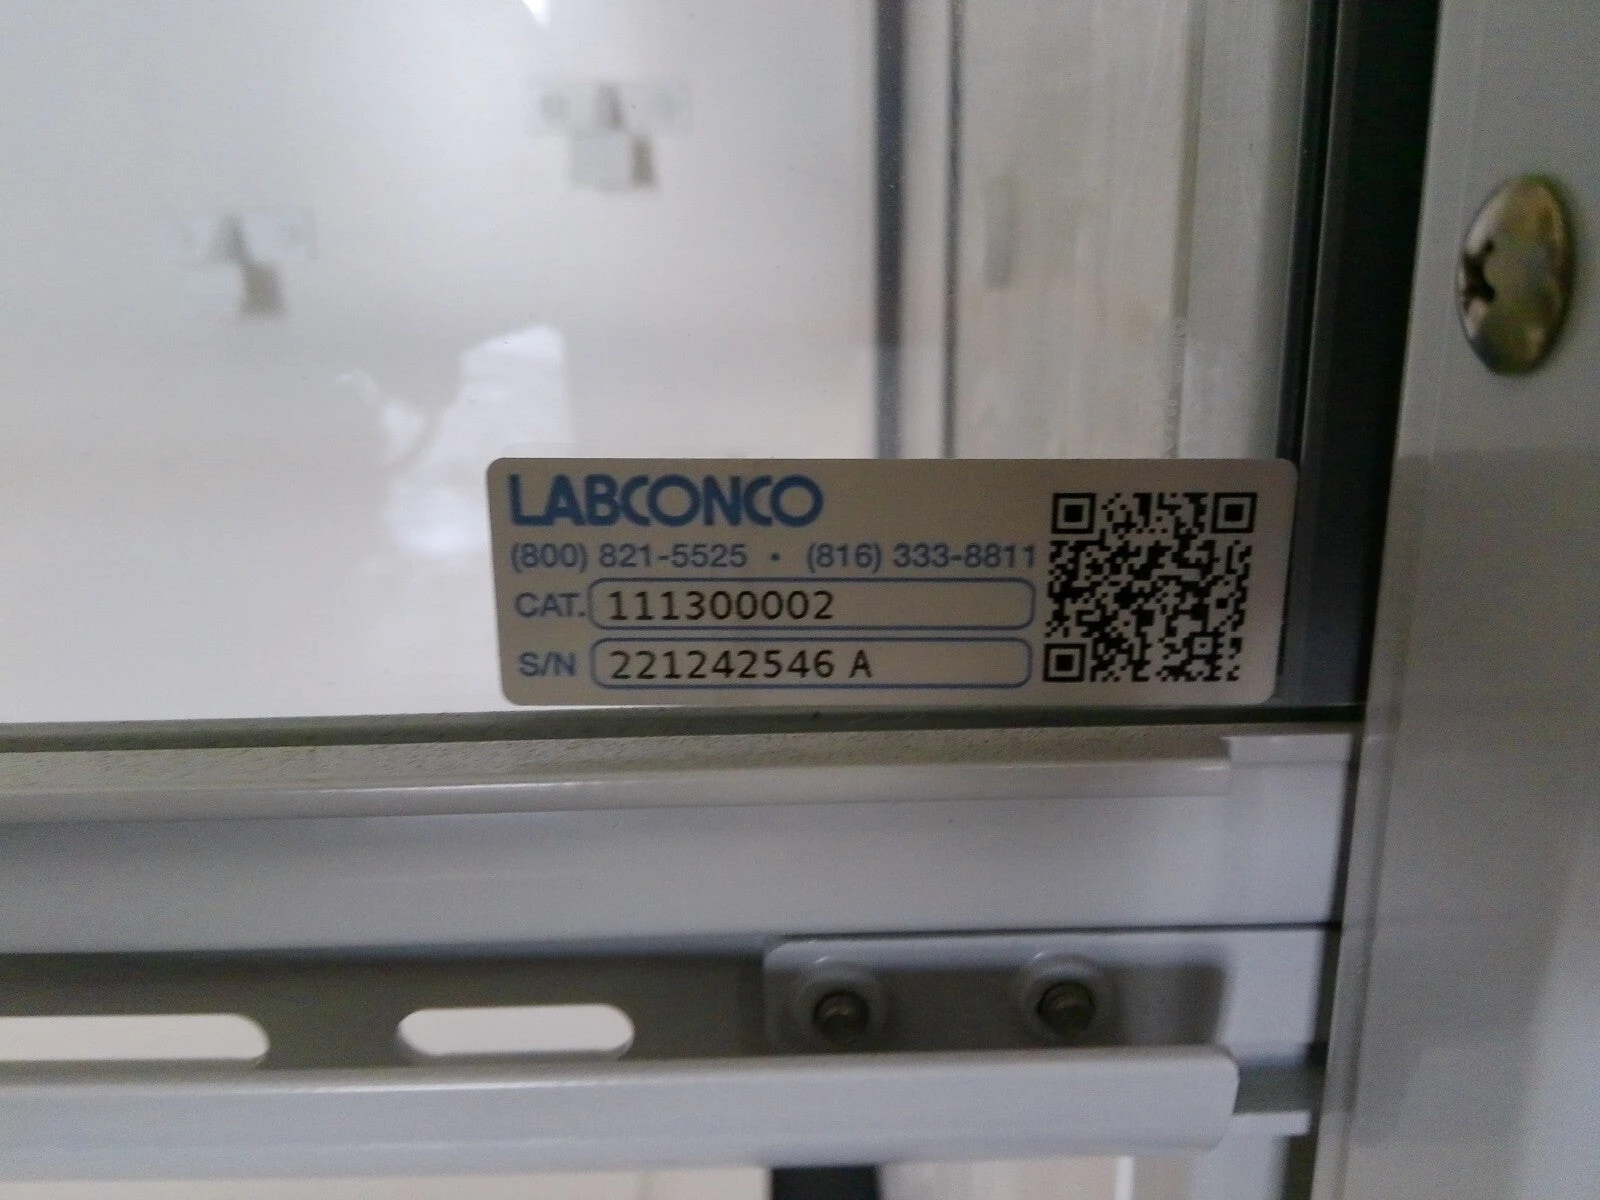 LABCONCO
(800) 821-5525 · (816) 333-8811
CAT. 111300002
S/N 221242546 A